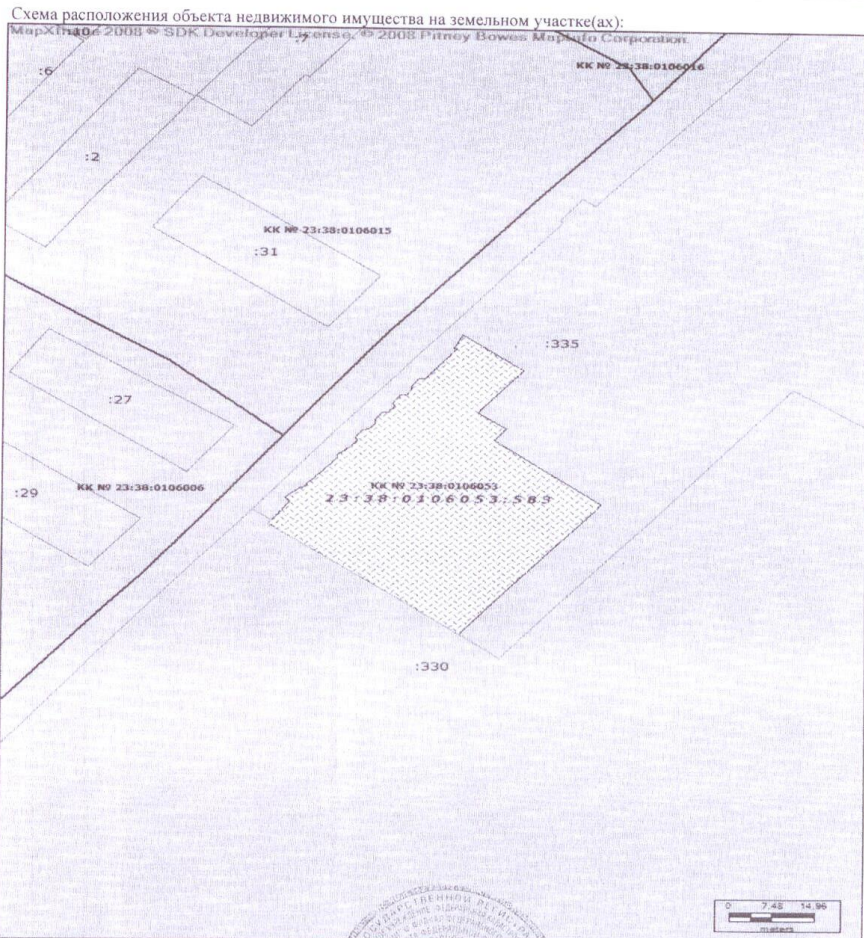 Схема расположения объекта недвижимого имущества на земельном участке(ах):
2008 ® SDK Developer License. © 2008 Pitney Bowes MapInfo Corporation.
:6
КК № 23:38:0106016
:2
КК № 23:38:0106015
:31
:335
:27
КК № 23:38:0106053
:29
КК № 23:38:0106006
23:38:0106053:583
:330
0 7,48 14,96
meters